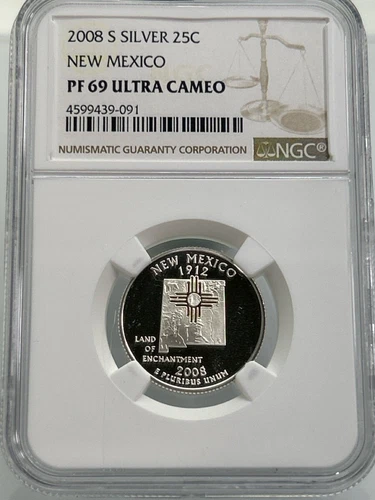 2008 S SILVER 25C
NEW MEXICO
PF 69 ULTRA CAMEO
4599439-091
NUMISMATIC GUARANTY CORPORATION
NGC®
NEW MEXICO
1912
LAND
OF
ENCHANTMENT
2008
E PLURIBUS UNUM